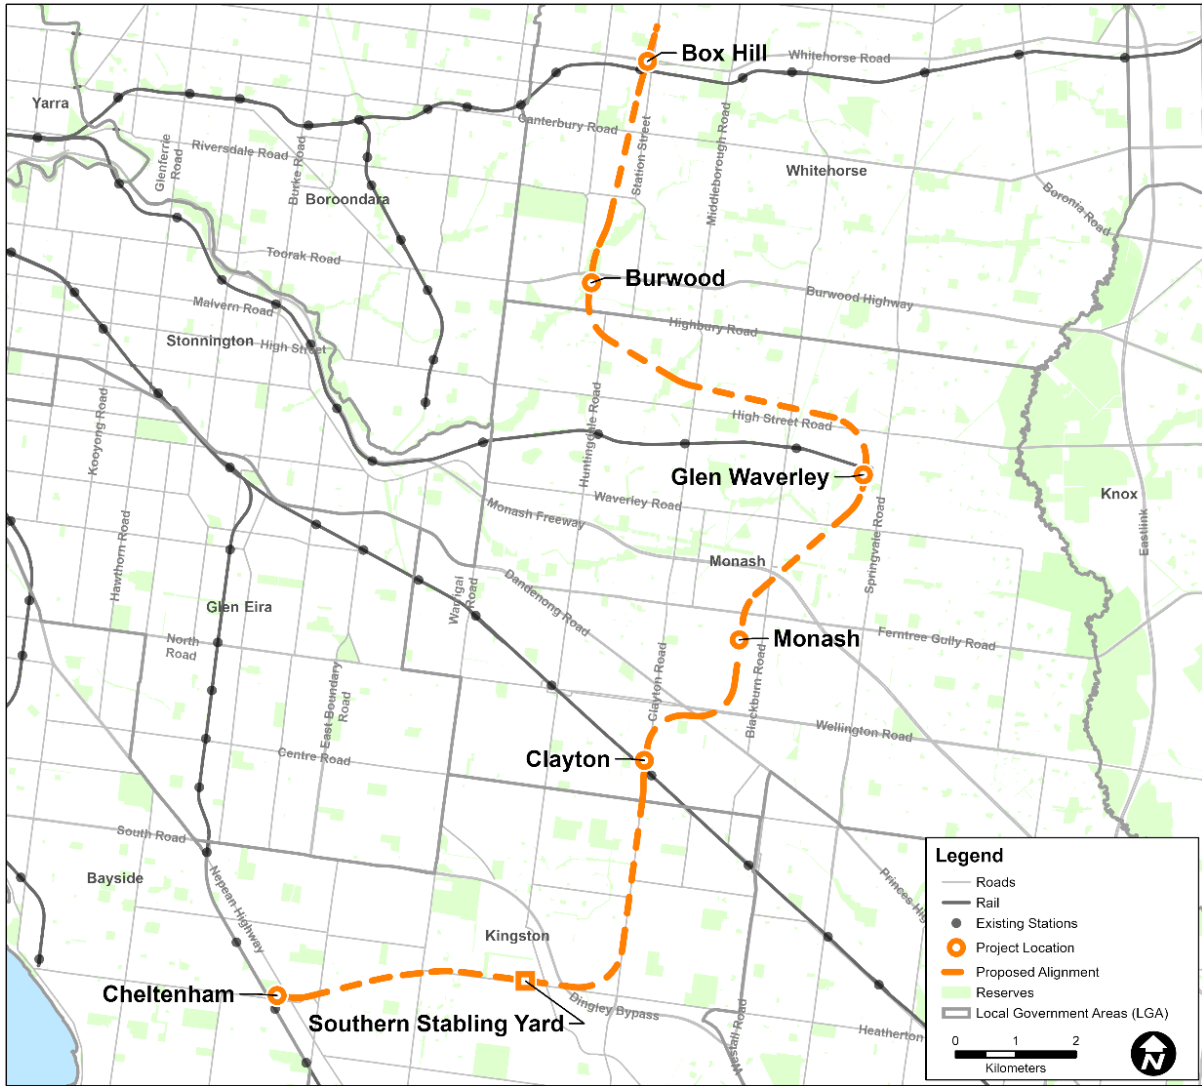 Box Hill
Whitehorse Road
Yarra
Canterbury Road
Glenferrie
Road
Riversdale Road
Burke Road
Boroondara
Station Street
Middleborough Road
Whitehorse
Boronia Road
Toorak Road
Burwood
Burwood Highway
Malvern Road
Highbury Road
Stonnington
High Street
Kooyong Road
Huntingdale Road
High Street Road
Glen Waverley
Waverley Road
Knox
Eastlink
Monash Freeway
Springvale Road
Hawthorn Road
Monash
Warrigal
Road
Dandenong Road
Glen Eira
North
Road
Monash
Ferntree Gully Road
East Boundary
Road
Clayton Road
Blackburn Road
Wellington Road
Centre Road
Clayton
South Road
Bayside
Nepean Highway
Princes Hig
Kingston
Cheltenham
Southern Stabling Yard
Dingley Bypass
Westall Road
Heatherton
Legend
Roads
Rail
Existing Stations
Project Location
Proposed Alignment
Reserves
Local Government Areas (LGA)
0 1 2
Kilometers
N